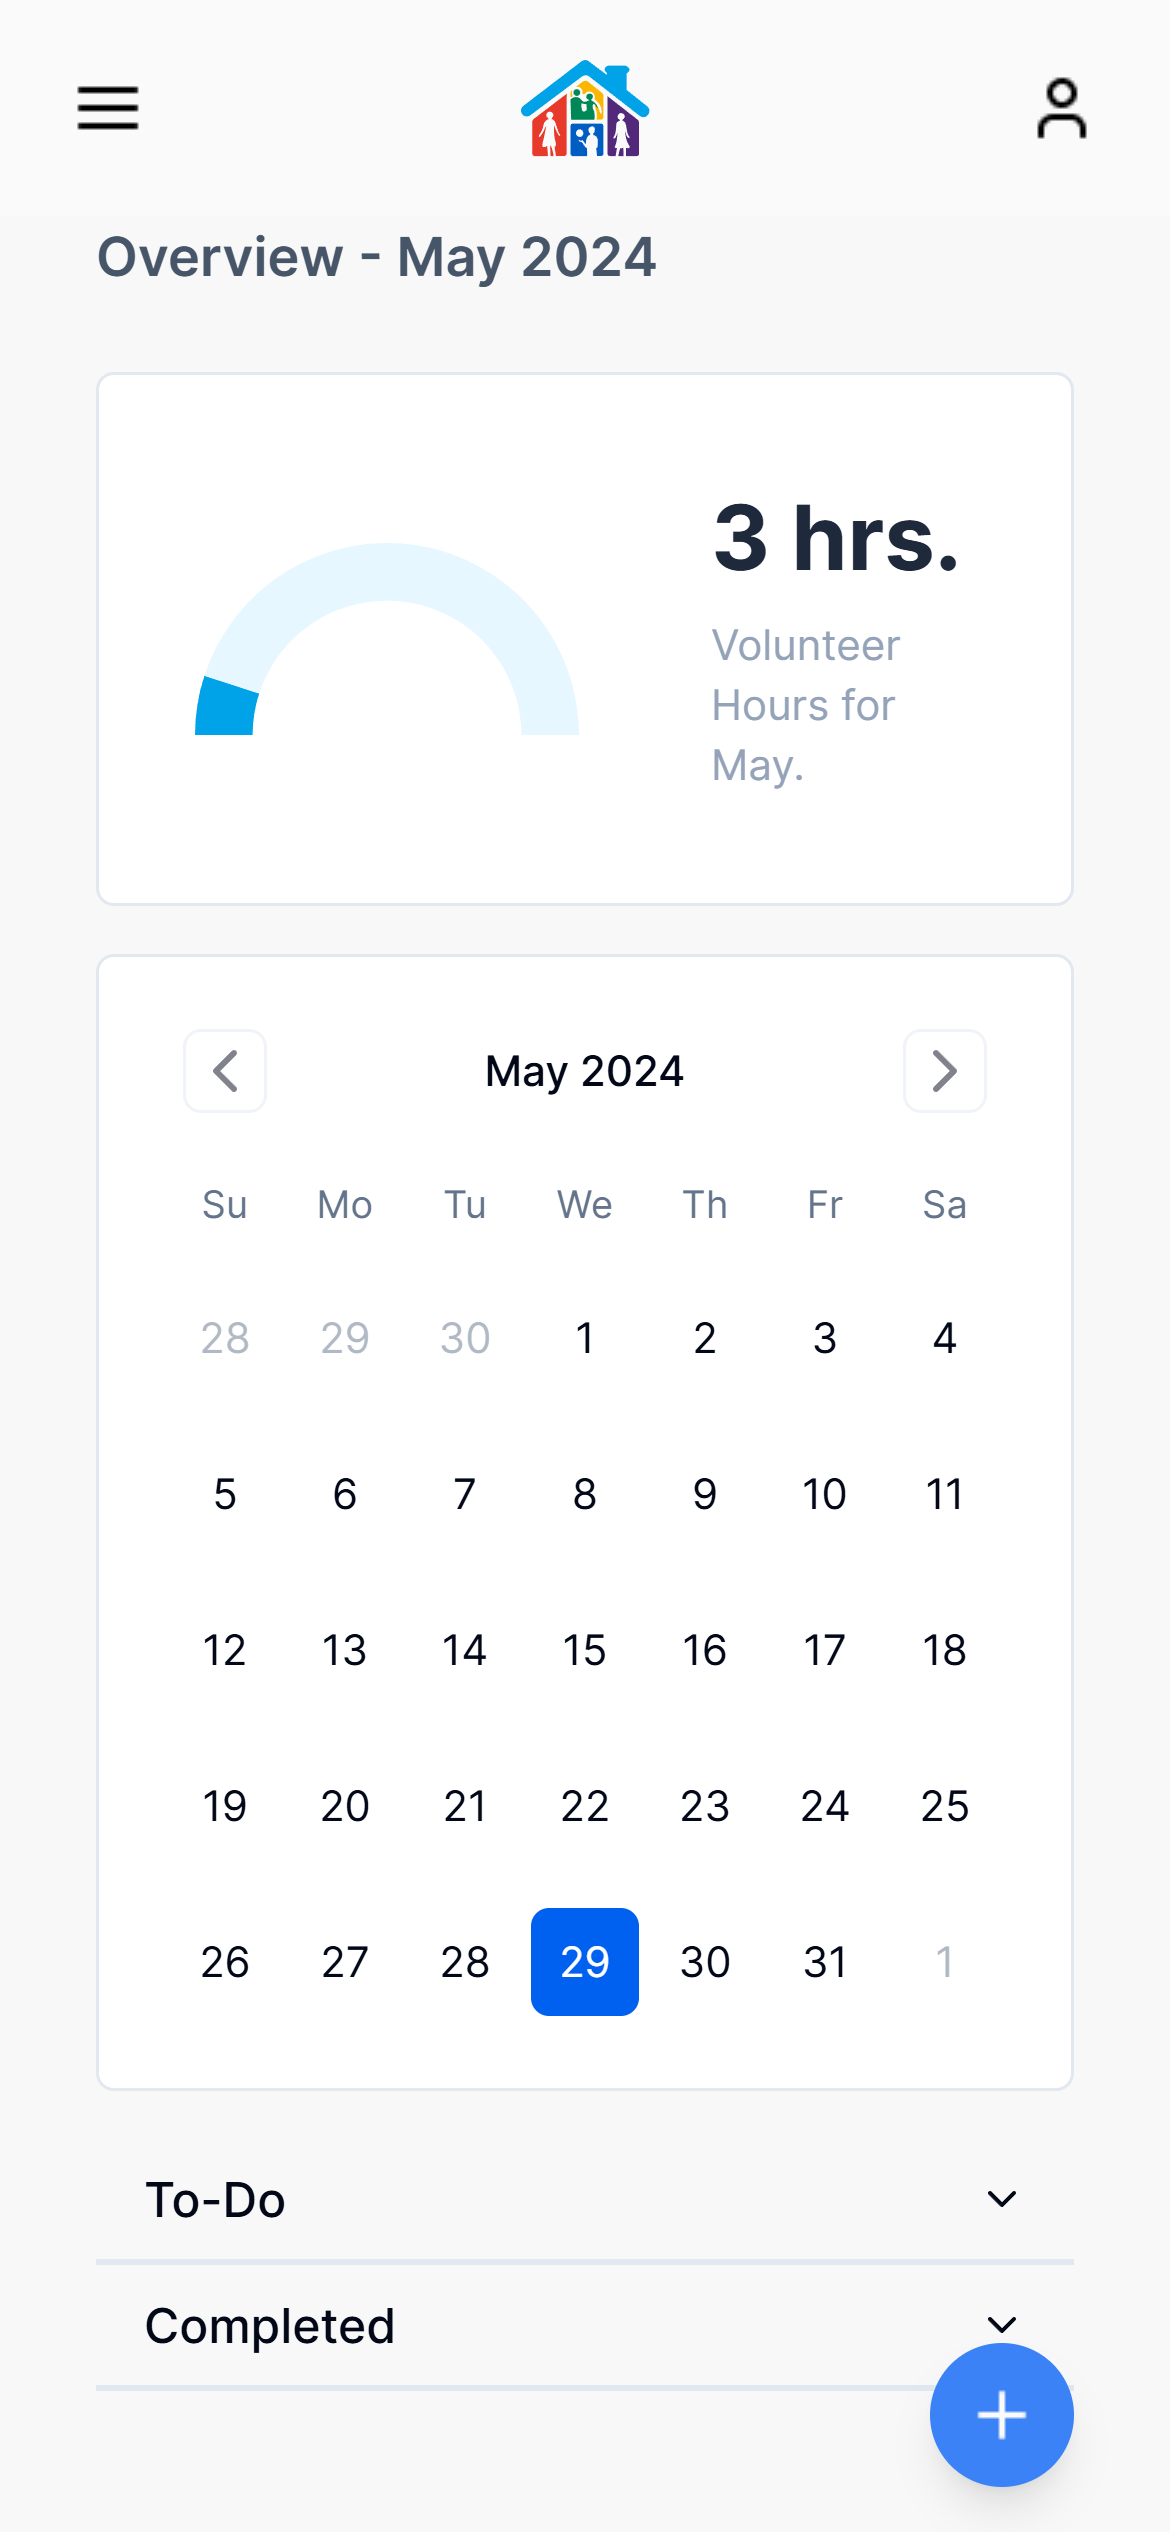 Overview - May 2024
3 hrs.
Volunteer
Hours for
May.
May 2024
Su Mo Tu We Th Fr Sa
28 29 30 1 2 3 4
5 6 7 8 9 10 11
12 13 14 15 16 17 18
19 20 21 22 23 24 25
26 27 28 29 30 31 1
To-Do
Completed